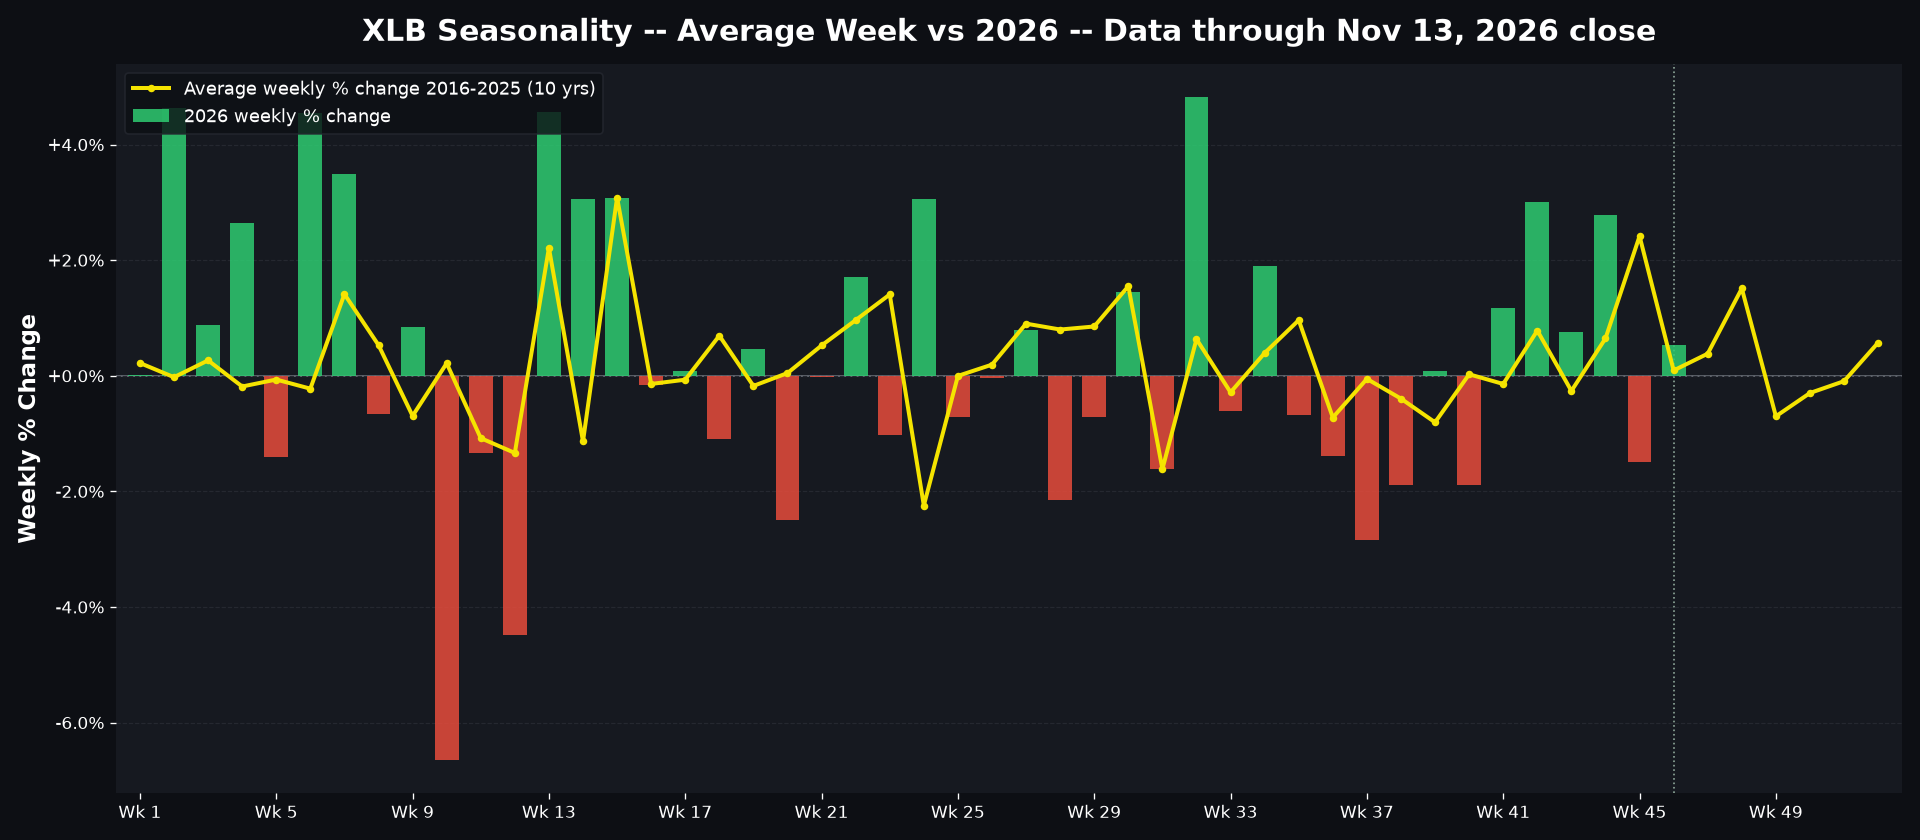 XLB Seasonality -- Average Week vs 2026 -- Data through Nov 13, 2026 close
Average weekly % change 2016-2025 (10 yrs)
2026 weekly % change
Weekly % Change
+4.0%
+2.0%
+0.0%
-2.0%
-4.0%
-6.0%
Wk 1 Wk 5 Wk 9 Wk 13 Wk 17 Wk 21 Wk 25 Wk 29 Wk 33 Wk 37 Wk 41 Wk 45 Wk 49